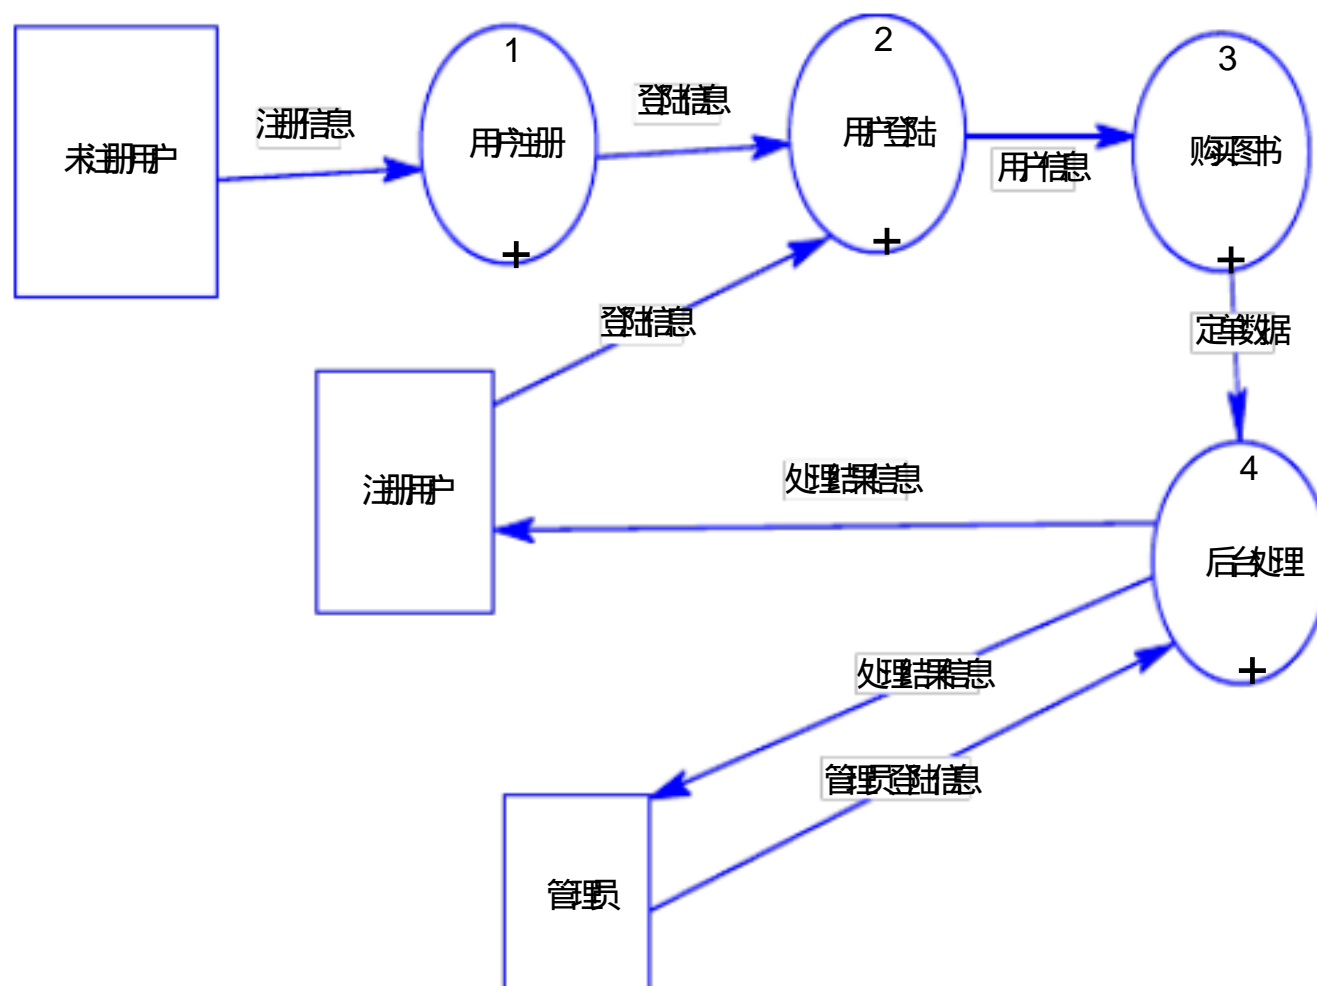 1
2
3
未注册用户
注册信息
用户注册
登陆信息
用户登陆
用户信息
购买图书
+
+
+
登陆信息
定单数据
注册用户
处理结果信息
4
后台处理
+
处理结果信息
管理员登陆信息
管理员